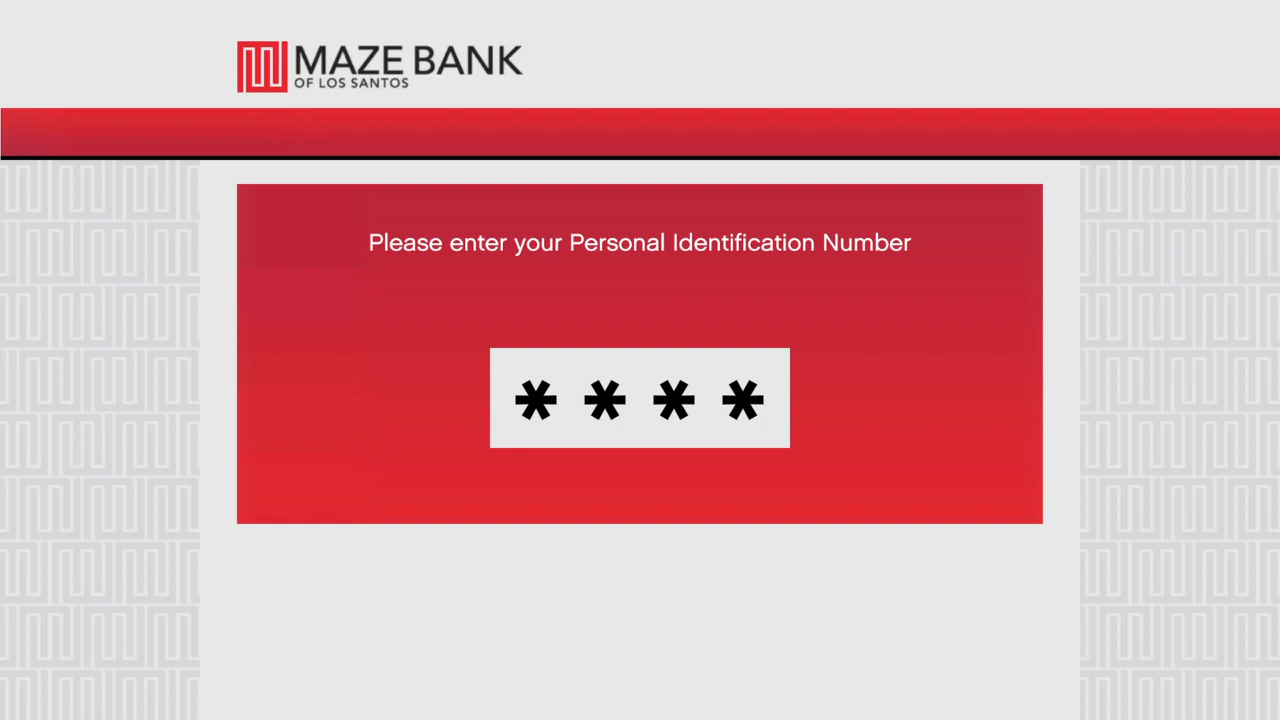 MAZE BANK
OF LOS SANTOS
Please enter your Personal Identification Number
* * * *